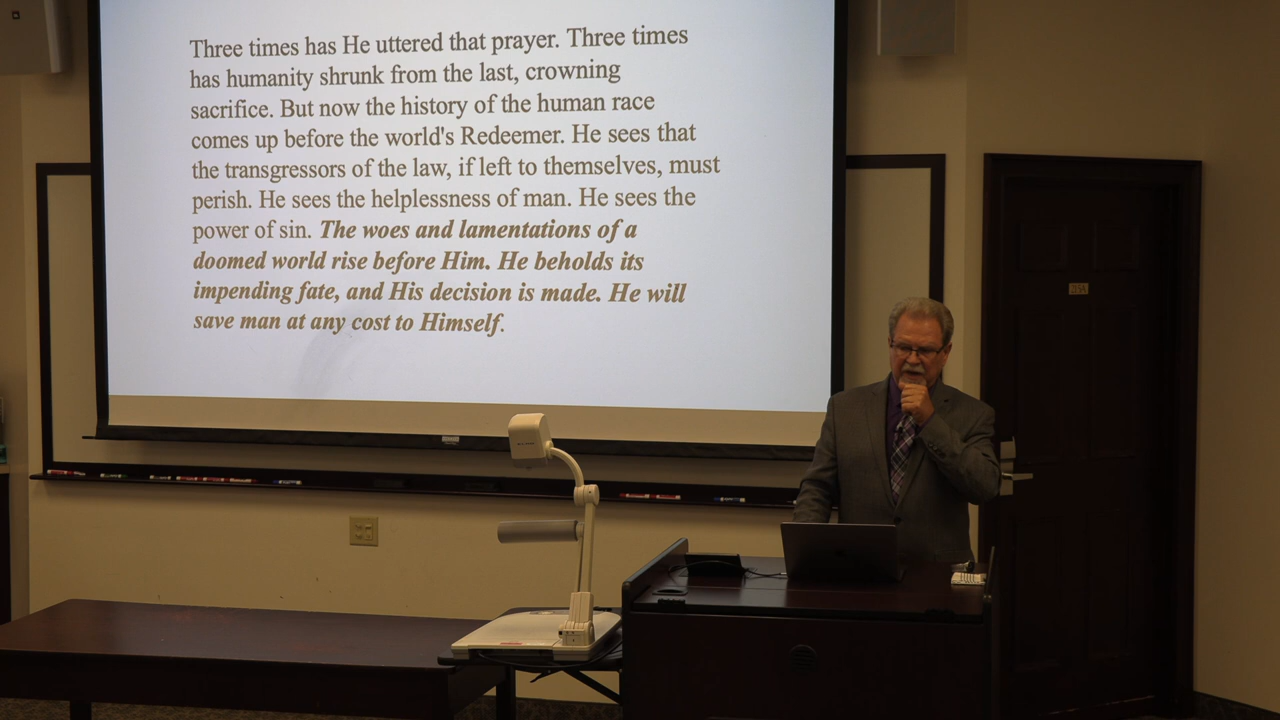 Three times has He uttered that prayer. Three times
has humanity shrunk from the last, crowning
sacrifice. But now the history of the human race
comes up before the world's Redeemer. He sees that
the transgressors of the law, if left to themselves, must
perish. He sees the helplessness of man. He sees the
power of sin. The woes and lamentations of a
doomed world rise before Him. He beholds its
impending fate, and His decision is made. He will
save man at any cost to Himself.